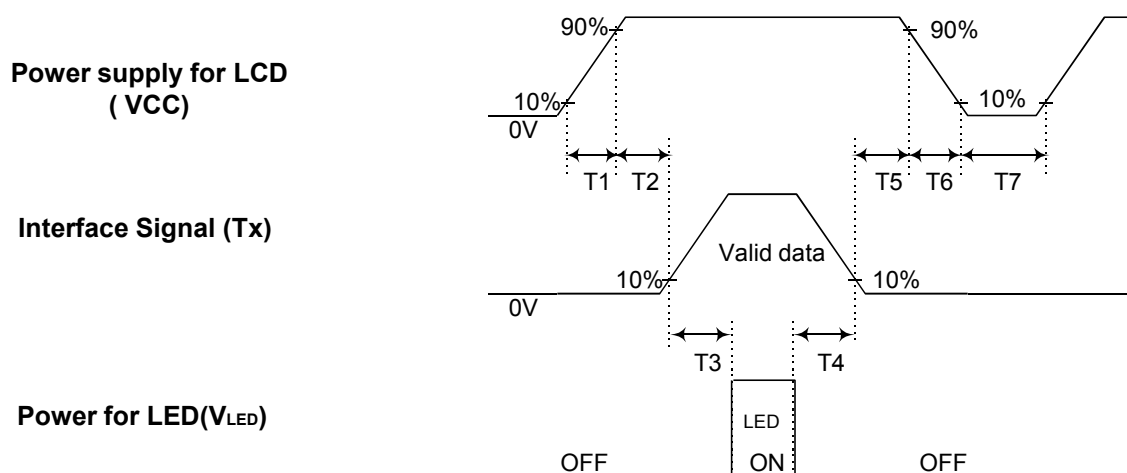 90%
90%
Power supply for LCD
( VCC)
10%
10%
0V
T1
T2
T5
T6
T7
Interface Signal (Tx)
Valid data
10%
10%
0V
T3
T4
Power for LED(VLED)
LED
OFF
ON
OFF